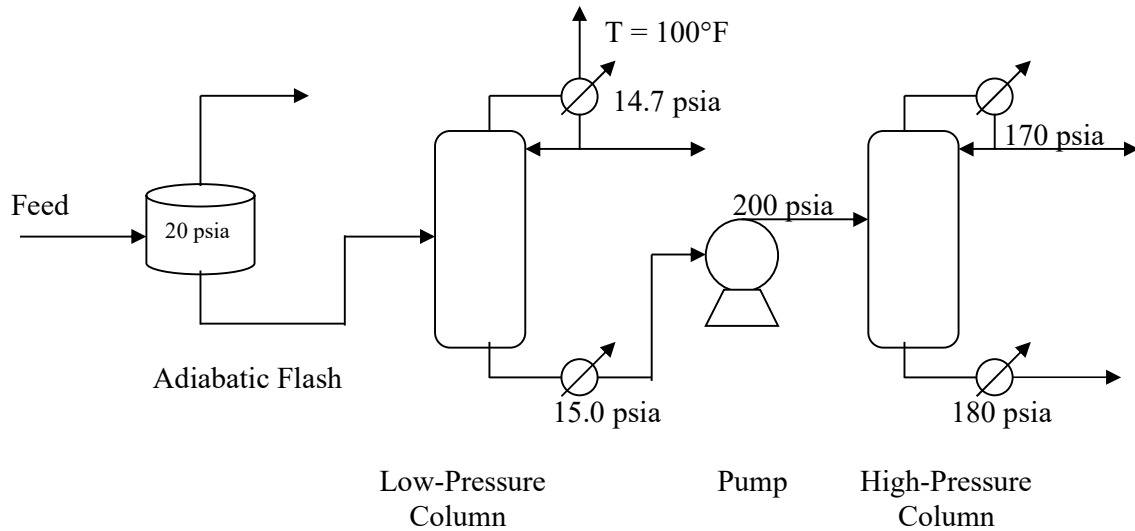 T = 100°F
14.7 psia
170 psia
Feed
20 psia
200 psia
Adiabatic Flash
15.0 psia
180 psia
Low-Pressure
Column
Pump
High-Pressure
Column